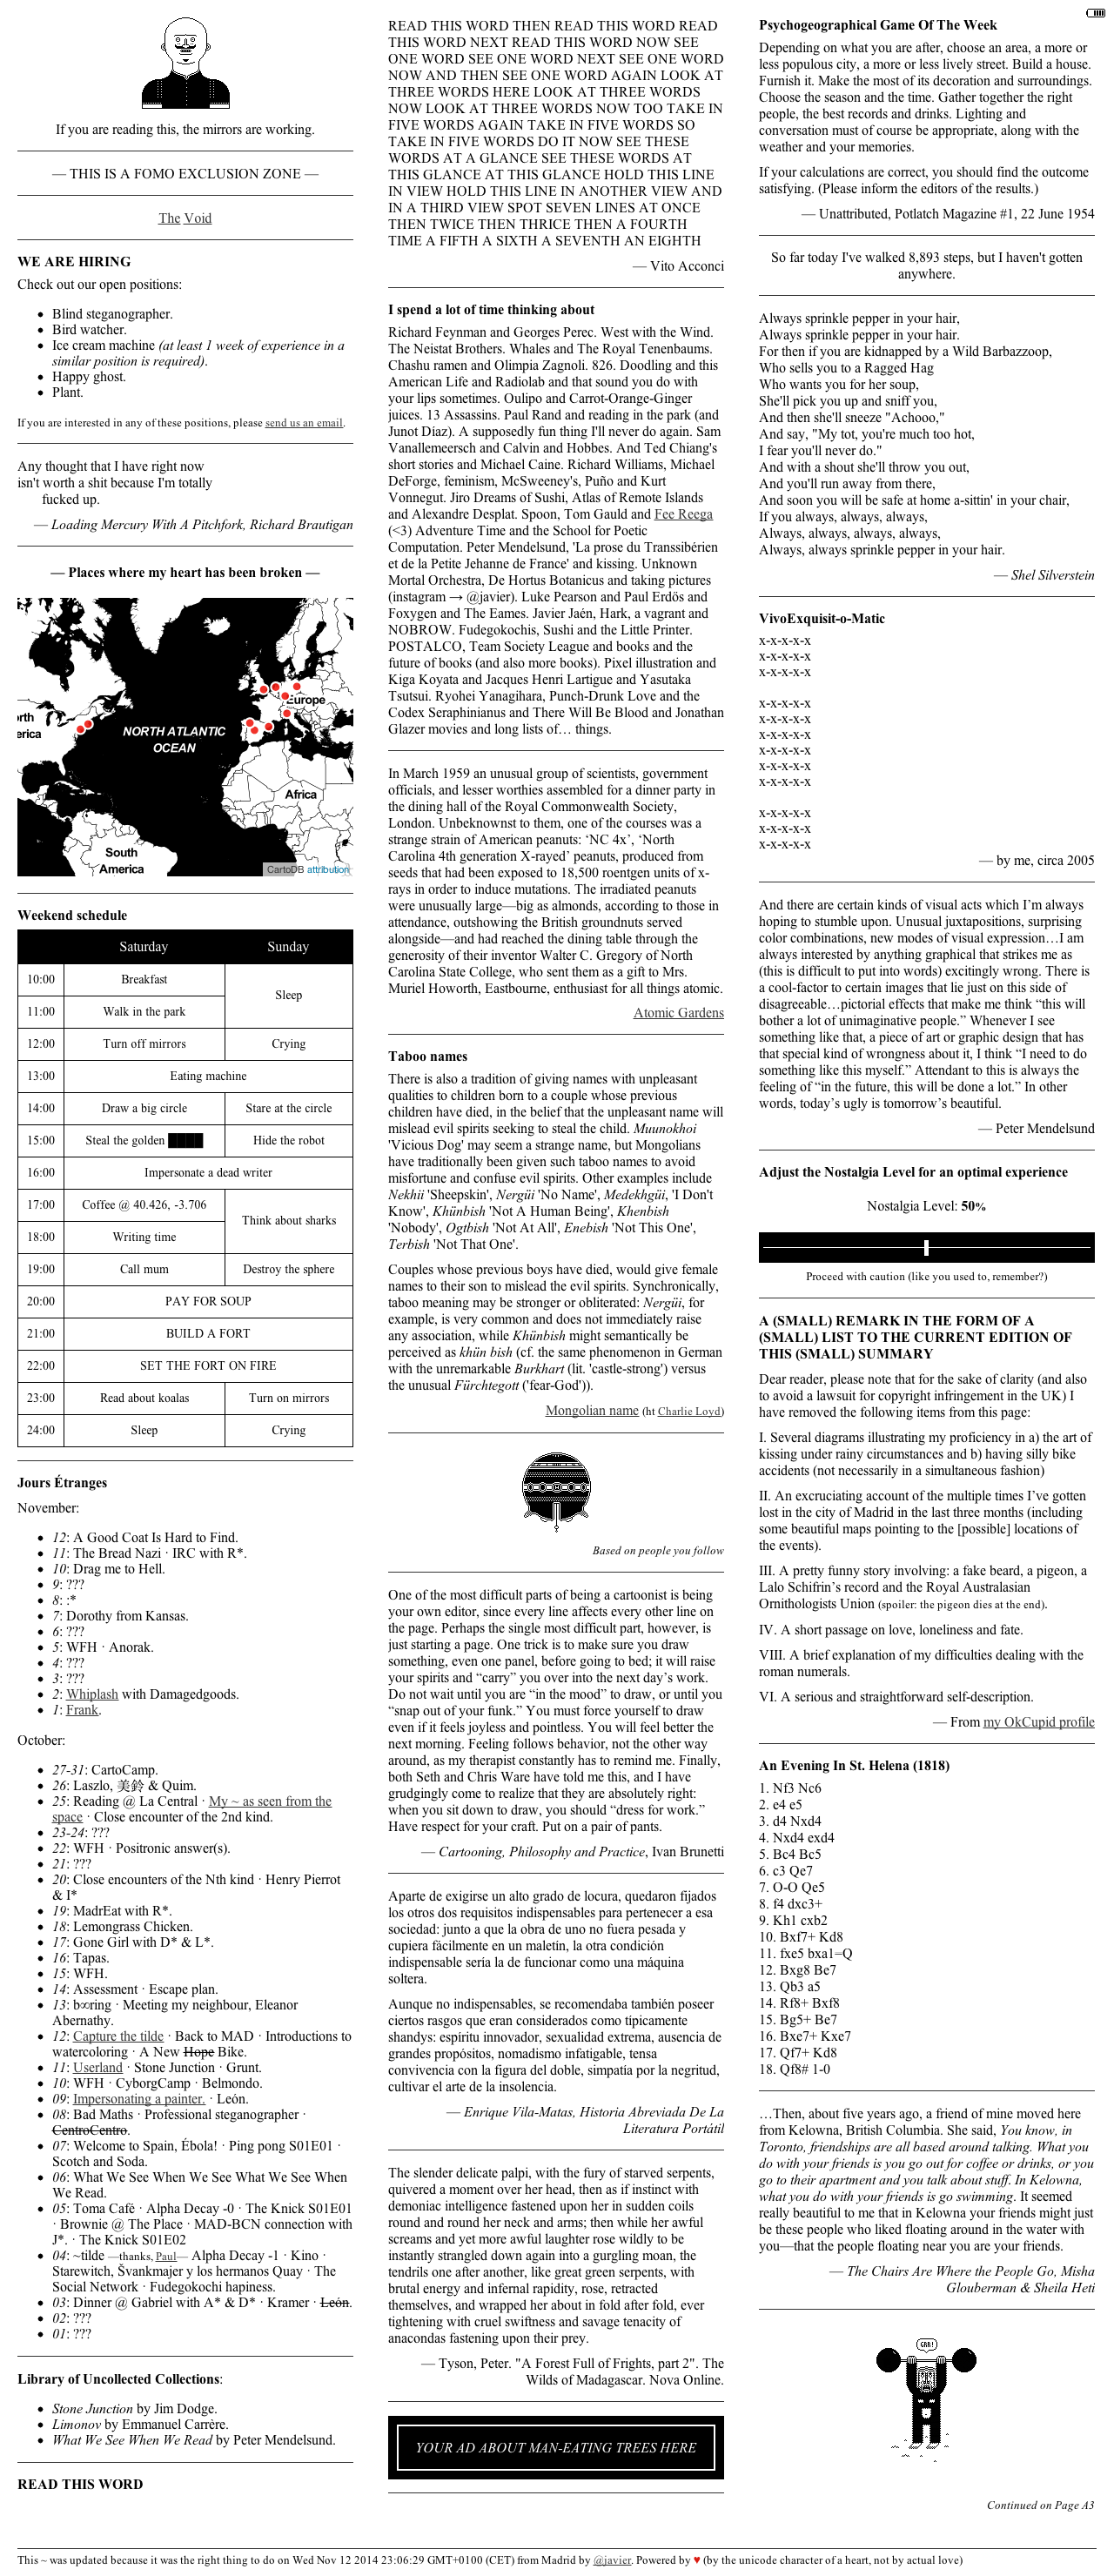 If you are reading this, the mirrors are working.
— THIS IS A FOMO EXCLUSION ZONE —
The Void
WE ARE HIRING
Check out our open positions:
• Blind steganographer.
• Bird watcher.
• Ice cream machine (at least 1 week of experience in a
similar position is required).
• Happy ghost.
• Plant.
If you are interested in any of these positions, please send us an email.
Any thought that I have right now
isn't worth a shit because I'm totally
fucked up.
— Loading Mercury With A Pitchfork, Richard Brautigan
— Places where my heart has been broken —
Europe
orth
erica
NORTH ATLANTIC
OCEAN
Africa
South
America
CartoDB attribution
Weekend schedule
Saturday Sunday
10:00 Breakfast Sleep
11:00 Walk in the park
12:00 Turn off mirrors Crying
13:00 Eating machine
14:00 Draw a big circle Stare at the circle
15:00 Steal the golden ████ Hide the robot
16:00 Impersonate a dead writer
17:00 Coffee @ 40.426, -3.706 Think about sharks
18:00 Writing time
19:00 Call mum Destroy the sphere
20:00 PAY FOR SOUP
21:00 BUILD A FORT
22:00 SET THE FORT ON FIRE
23:00 Read about koalas Turn on mirrors
24:00 Sleep Crying
Jours Étranges
November:
• 12: A Good Coat Is Hard to Find.
• 11: The Bread Nazi · IRC with R*.
• 10: Drag me to Hell.
• 9: ???
• 8: :*
• 7: Dorothy from Kansas.
• 6: ???
• 5: WFH · Anorak.
• 4: ???
• 3: ???
• 2: Whiplash with Damagedgoods.
• 1: Frank.
October:
• 27-31: CartoCamp.
• 26: Laszlo, 美鈴 & Quim.
• 25: Reading @ La Central · My ~ as seen from the
space · Close encounter of the 2nd kind.
• 23-24: ???
• 22: WFH · Positronic answer(s).
• 21: ???
• 20: Close encounters of the Nth kind · Henry Pierrot
& I*
• 19: MadrEat with R*.
• 18: Lemongrass Chicken.
• 17: Gone Girl with D* & L*.
• 16: Tapas.
• 15: WFH.
• 14: Assessment · Escape plan.
• 13: b∞ring · Meeting my neighbour, Eleanor
Abernathy.
• 12: Capture the tilde · Back to MAD · Introductions to
watercoloring · A New Hope Bike.
• 11: Userland · Stone Junction · Grunt.
• 10: WFH · CyborgCamp · Belmondo.
• 09: Impersonating a painter. · León.
• 08: Bad Maths · Professional steganographer ·
CentroCentro.
• 07: Welcome to Spain, Ébola! · Ping pong S01E01 ·
Scotch and Soda.
• 06: What We See When We See What We See When
We Read.
• 05: Toma Café · Alpha Decay -0 · The Knick S01E01
· Brownie @ The Place · MAD-BCN connection with
J*. · The Knick S01E02
• 04: ~tilde —thanks, Paul— Alpha Decay -1 · Kino ·
Starewitch, Švankmajer y los hermanos Quay · The
Social Network · Fudegokochi hapiness.
• 03: Dinner @ Gabriel with A* & D* · Kramer · León.
• 02: ???
• 01: ???
Library of Uncollected Collections:
• Stone Junction by Jim Dodge.
• Limonov by Emmanuel Carrère.
• What We See When We Read by Peter Mendelsund.
READ THIS WORD
READ THIS WORD THEN READ THIS WORD READ
THIS WORD NEXT READ THIS WORD NOW SEE
ONE WORD SEE ONE WORD NEXT SEE ONE WORD
NOW AND THEN SEE ONE WORD AGAIN LOOK AT
THREE WORDS HERE LOOK AT THREE WORDS
NOW LOOK AT THREE WORDS NOW TOO TAKE IN
FIVE WORDS AGAIN TAKE IN FIVE WORDS SO
TAKE IN FIVE WORDS DO IT NOW SEE THESE
WORDS AT A GLANCE SEE THESE WORDS AT
THIS GLANCE AT THIS GLANCE HOLD THIS LINE
IN VIEW HOLD THIS LINE IN ANOTHER VIEW AND
IN A THIRD VIEW SPOT SEVEN LINES AT ONCE
THEN TWICE THEN THRICE THEN A FOURTH
TIME A FIFTH A SIXTH A SEVENTH AN EIGHTH
— Vito Acconci
I spend a lot of time thinking about
Richard Feynman and Georges Perec. West with the Wind.
The Neistat Brothers. Whales and The Royal Tenenbaums.
Chashu ramen and Olimpia Zagnoli. 826. Doodling and this
American Life and Radiolab and that sound you do with
your lips sometimes. Oulipo and Carrot-Orange-Ginger
juices. 13 Assassins. Paul Rand and reading in the park (and
Junot Díaz). A supposedly fun thing I'll never do again. Sam
Vanallemeersch and Calvin and Hobbes. And Ted Chiang's
short stories and Michael Caine. Richard Williams, Michael
DeForge, feminism, McSweeney's, Puño and Kurt
Vonnegut. Jiro Dreams of Sushi, Atlas of Remote Islands
and Alexandre Desplat. Spoon, Tom Gauld and Fee Reega
(<3) Adventure Time and the School for Poetic
Computation. Peter Mendelsund, 'La prose du Transsibérien
et de la Petite Jehanne de France' and kissing. Unknown
Mortal Orchestra, De Hortus Botanicus and taking pictures
(instagram → @javier). Luke Pearson and Paul Erdős and
Foxygen and The Eames. Javier Jaén, Hark, a vagrant and
NOBROW. Fudegokochis, Sushi and the Little Printer.
POSTALCO, Team Society League and books and the
future of books (and also more books). Pixel illustration and
Kiga Koyata and Jacques Henri Lartigue and Yasutaka
Tsutsui. Ryohei Yanagihara, Punch-Drunk Love and the
Codex Seraphinianus and There Will Be Blood and Jonathan
Glazer movies and long lists of… things.
In March 1959 an unusual group of scientists, government
officials, and lesser worthies assembled for a dinner party in
the dining hall of the Royal Commonwealth Society,
London. Unbeknownst to them, one of the courses was a
strange strain of American peanuts: ‘NC 4x’, ‘North
Carolina 4th generation X-rayed’ peanuts, produced from
seeds that had been exposed to 18,500 roentgen units of x-
rays in order to induce mutations. The irradiated peanuts
were unusually large—big as almonds, according to those in
attendance, outshowing the British groundnuts served
alongside—and had reached the dining table through the
generosity of their inventor Walter C. Gregory of North
Carolina State College, who sent them as a gift to Mrs.
Muriel Howorth, Eastbourne, enthusiast for all things atomic.
Atomic Gardens
Taboo names
There is also a tradition of giving names with unpleasant
qualities to children born to a couple whose previous
children have died, in the belief that the unpleasant name will
mislead evil spirits seeking to steal the child. Muunokhoi
'Vicious Dog' may seem a strange name, but Mongolians
have traditionally been given such taboo names to avoid
misfortune and confuse evil spirits. Other examples include
Nekhii 'Sheepskin', Nergüi 'No Name', Medekhgüi, 'I Don't
Know', Khünbish 'Not A Human Being', Khenbish
'Nobody', Ogtbish 'Not At All', Enebish 'Not This One',
Terbish 'Not That One'.
Couples whose previous boys have died, would give female
names to their son to mislead the evil spirits. Synchronically,
taboo meaning may be stronger or obliterated: Nergüi, for
example, is very common and does not immediately raise
any association, while Khünbish might semantically be
perceived as khün bish (cf. the same phenomenon in German
with the unremarkable Burkhart (lit. 'castle-strong') versus
the unusual Fürchtegott ('fear-God')).
Mongolian name (ht Charlie Loyd)
Based on people you follow
One of the most difficult parts of being a cartoonist is being
your own editor, since every line affects every other line on
the page. Perhaps the single most difficult part, however, is
just starting a page. One trick is to make sure you draw
something, even one panel, before going to bed; it will raise
your spirits and “carry” you over into the next day’s work.
Do not wait until you are “in the mood” to draw, or until you
“snap out of your funk.” You must force yourself to draw
even if it feels joyless and pointless. You will feel better the
next morning. Feeling follows behavior, not the other way
around, as my therapist constantly has to remind me. Finally,
both Seth and Chris Ware have told me this, and I have
grudgingly come to realize that they are absolutely right:
when you sit down to draw, you should “dress for work.”
Have respect for your craft. Put on a pair of pants.
— Cartooning, Philosophy and Practice, Ivan Brunetti
Aparte de exigirse un alto grado de locura, quedaron fijados
los otros dos requisitos indispensables para pertenecer a esa
sociedad: junto a que la obra de uno no fuera pesada y
cupiera fácilmente en un maletín, la otra condición
indispensable sería la de funcionar como una máquina
soltera.
Aunque no indispensables, se recomendaba también poseer
ciertos rasgos que eran considerados como típicamente
shandys: espíritu innovador, sexualidad extrema, ausencia de
grandes propósitos, nomadismo infatigable, tensa
convivencia con la figura del doble, simpatía por la negritud,
cultivar el arte de la insolencia.
— Enrique Vila-Matas, Historia Abreviada De La
Literatura Portátil
The slender delicate palpi, with the fury of starved serpents,
quivered a moment over her head, then as if instinct with
demoniac intelligence fastened upon her in sudden coils
round and round her neck and arms; then while her awful
screams and yet more awful laughter rose wildly to be
instantly strangled down again into a gurgling moan, the
tendrils one after another, like great green serpents, with
brutal energy and infernal rapidity, rose, retracted
themselves, and wrapped her about in fold after fold, ever
tightening with cruel swiftness and savage tenacity of
anacondas fastening upon their prey.
— Tyson, Peter. "A Forest Full of Frights, part 2". The
Wilds of Madagascar. Nova Online.
YOUR AD ABOUT MAN-EATING TREES HERE
Psychogeographical Game Of The Week
Depending on what you are after, choose an area, a more or
less populous city, a more or less lively street. Build a house.
Furnish it. Make the most of its decoration and surroundings.
Choose the season and the time. Gather together the right
people, the best records and drinks. Lighting and
conversation must of course be appropriate, along with the
weather and your memories.
If your calculations are correct, you should find the outcome
satisfying. (Please inform the editors of the results.)
— Unattributed, Potlatch Magazine #1, 22 June 1954
So far today I've walked 8,893 steps, but I haven't gotten
anywhere.
Always sprinkle pepper in your hair,
Always sprinkle pepper in your hair.
For then if you are kidnapped by a Wild Barbazzoop,
Who sells you to a Ragged Hag
Who wants you for her soup,
She'll pick you up and sniff you,
And then she'll sneeze "Achooo,"
And say, "My tot, you're much too hot,
I fear you'll never do."
And with a shout she'll throw you out,
And you'll run away from there,
And soon you will be safe at home a-sittin' in your chair,
If you always, always, always,
Always, always, always, always,
Always, always sprinkle pepper in your hair.
— Shel Silverstein
VivoExquisit-o-Matic
x-x-x-x-x
x-x-x-x-x
x-x-x-x-x
x-x-x-x-x
x-x-x-x-x
x-x-x-x-x
x-x-x-x-x
x-x-x-x-x
x-x-x-x-x
x-x-x-x-x
x-x-x-x-x
x-x-x-x-x
— by me, circa 2005
And there are certain kinds of visual acts which I’m always
hoping to stumble upon. Unusual juxtapositions, surprising
color combinations, new modes of visual expression…I am
always interested by anything graphical that strikes me as
(this is difficult to put into words) excitingly wrong. There is
a cool-factor to certain images that lie just on this side of
disagreeable…pictorial effects that make me think “this will
bother a lot of unimaginative people.” Whenever I see
something like that, a piece of art or graphic design that has
that special kind of wrongness about it, I think “I need to do
something like this myself.” Attendant to this is always the
feeling of “in the future, this will be done a lot.” In other
words, today’s ugly is tomorrow’s beautiful.
— Peter Mendelsund
Adjust the Nostalgia Level for an optimal experience
Nostalgia Level: 50%
Proceed with caution (like you used to, remember?)
A (SMALL) REMARK IN THE FORM OF A
(SMALL) LIST TO THE CURRENT EDITION OF
THIS (SMALL) SUMMARY
Dear reader, please note that for the sake of clarity (and also
to avoid a lawsuit for copyright infringement in the UK) I
have removed the following items from this page:
I. Several diagrams illustrating my proficiency in a) the art of
kissing under rainy circumstances and b) having silly bike
accidents (not necessarily in a simultaneous fashion)
II. An excruciating account of the multiple times I’ve gotten
lost in the city of Madrid in the last three months (including
some beautiful maps pointing to the [possible] locations of
the events).
III. A pretty funny story involving: a fake beard, a pigeon, a
Lalo Schifrin’s record and the Royal Australasian
Ornithologists Union (spoiler: the pigeon dies at the end).
IV. A short passage on love, loneliness and fate.
VIII. A brief explanation of my difficulties dealing with the
roman numerals.
VI. A serious and straightforward self-description.
— From my OkCupid profile
An Evening In St. Helena (1818)
1. Nf3 Nc6
2. e4 e5
3. d4 Nxd4
4. Nxd4 exd4
5. Bc4 Bc5
6. c3 Qe7
7. O-O Qe5
8. f4 dxc3+
9. Kh1 cxb2
10. Bxf7+ Kd8
11. fxe5 bxa1=Q
12. Bxg8 Be7
13. Qb3 a5
14. Rf8+ Bxf8
15. Bg5+ Be7
16. Bxe7+ Kxe7
17. Qf7+ Kd8
18. Qf8# 1-0
…Then, about five years ago, a friend of mine moved here
from Kelowna, British Columbia. She said, You know, in
Toronto, friendships are all based around talking. What you
do with your friends is you go out for coffee or drinks, or you
go to their apartment and you talk about stuff. In Kelowna,
what you do with your friends is go swimming. It seemed
really beautiful to me that in Kelowna your friends might just
be these people who liked floating around in the water with
you—that the people floating near you are your friends.
— The Chairs Are Where the People Go, Misha
Glouberman & Sheila Heti
GRR!
Continued on Page A3
This ~ was updated because it was the right thing to do on Wed Nov 12 2014 23:06:29 GMT+0100 (CET) from Madrid by @javier. Powered by ♥ (by the unicode character of a heart, not by actual love)